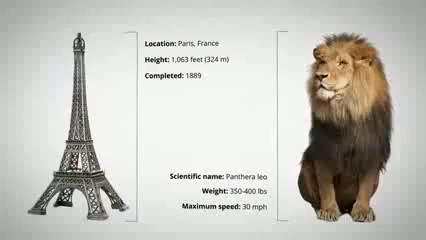 Location: Paris, France
Height: 1,063 feet (324 m)
Completed: 1889
Scientific name: Panthera leo
Weight: 350-400 lbs
Maximum speed: 30 mph